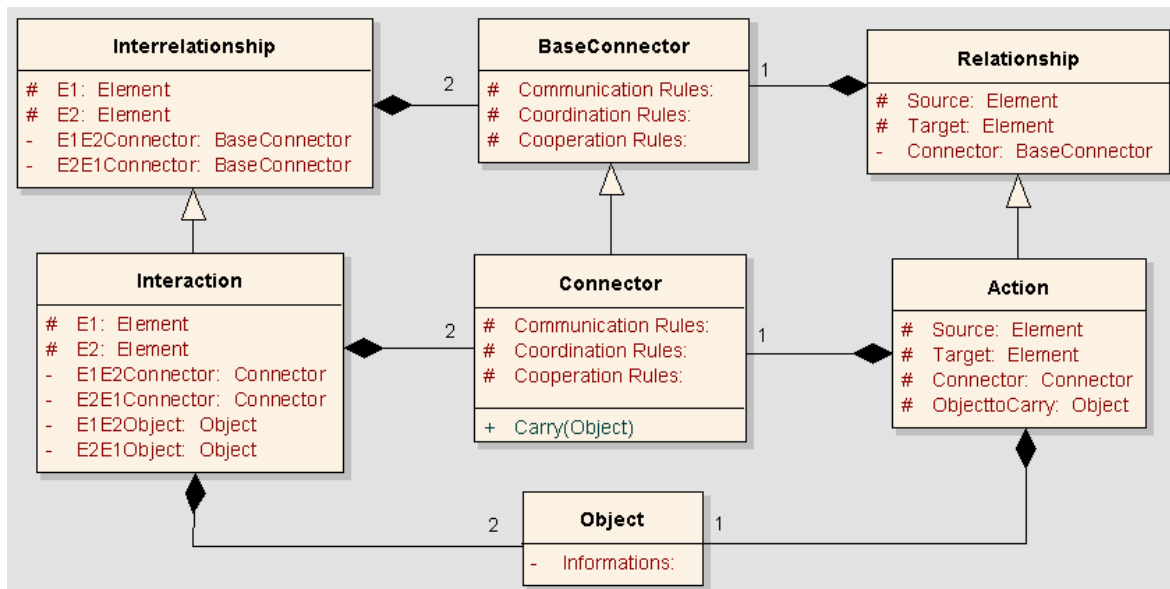 Interrelationship
# E1: Element
# E2: Element
- E1E2Connector: BaseConnector
- E2E1Connector: BaseConnector
2
BaseConnector
# Communication Rules:
# Coordination Rules:
# Cooperation Rules:
1
Relationship
# Source: Element
# Target: Element
- Connector: BaseConnector
Interaction
# E1: Element
# E2: Element
- E1E2Connector: Connector
- E2E1Connector: Connector
- E1E2Object: Object
- E2E1Object: Object
2
Connector
# Communication Rules:
# Coordination Rules:
# Cooperation Rules:
+ Carry(Object)
1
Action
# Source: Element
# Target: Element
# Connector: Connector
# ObjecttoCarry: Object
2
Object
- Informations:
1